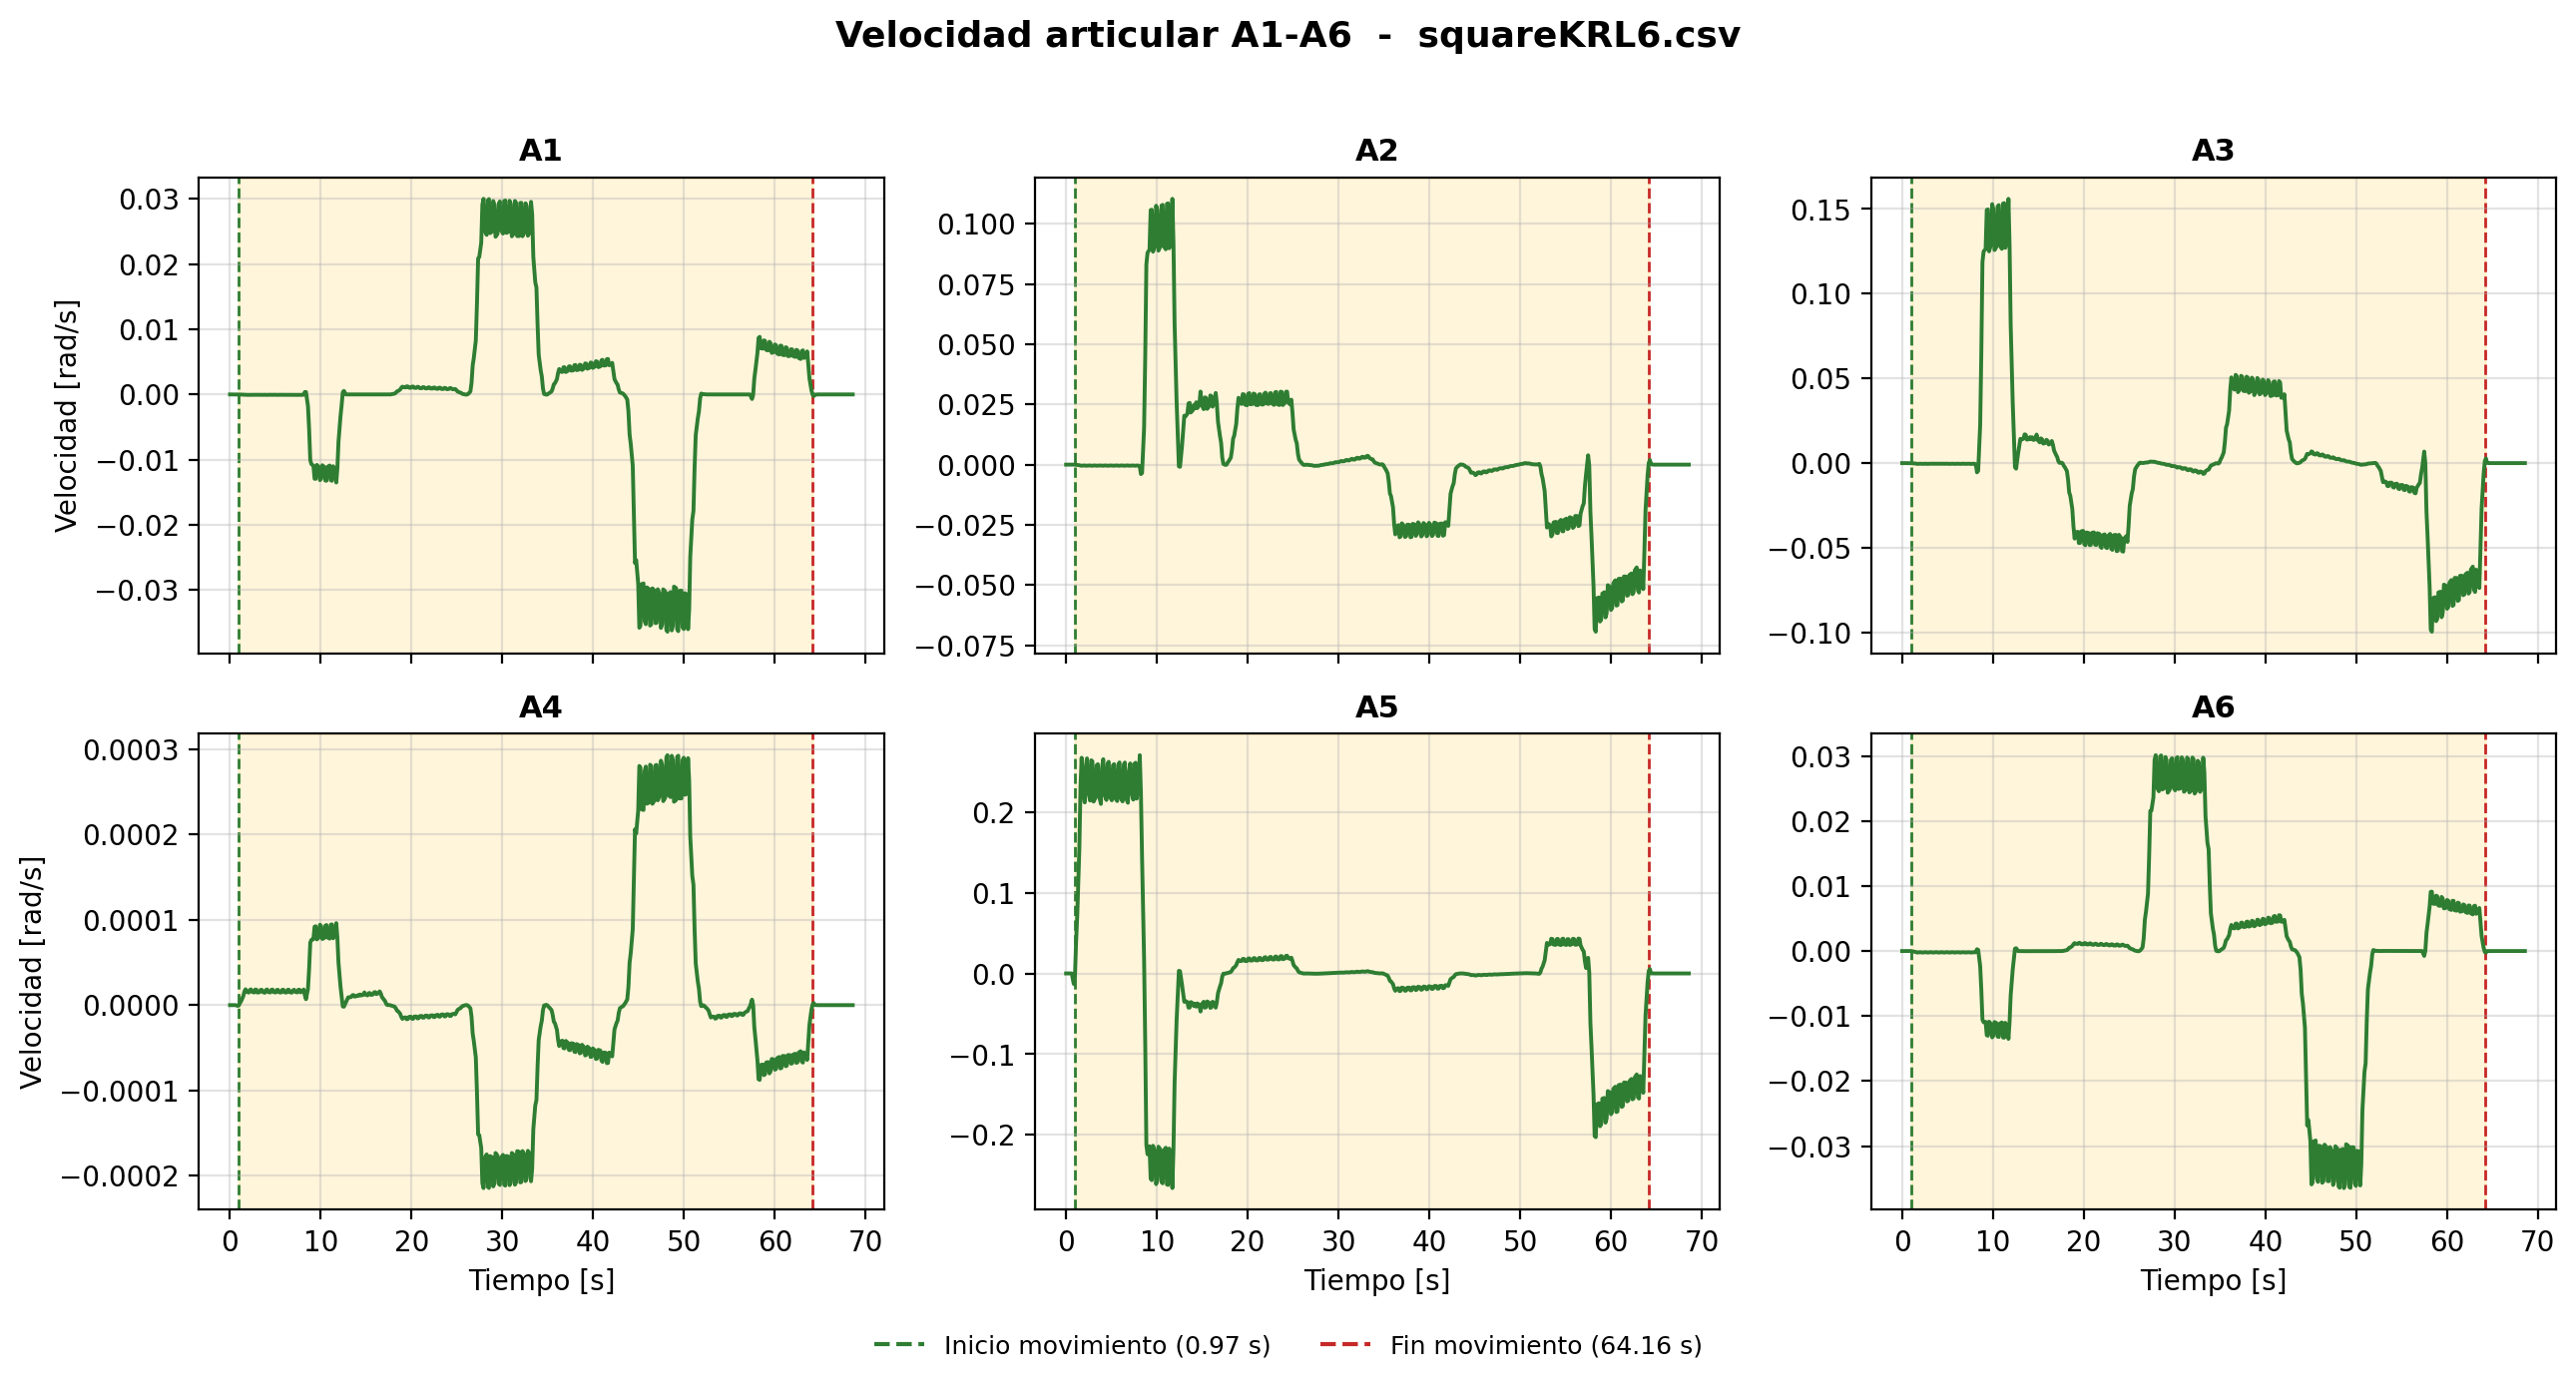 Velocidad articular A1-A6 - squareKRL6.csv
A1
A2
A3
Velocidad [rad/s]
0.03
0.02
0.01
0.00
−0.01
−0.02
−0.03
0.100
0.075
0.050
0.025
0.000
−0.025
−0.050
−0.075
0.15
0.10
0.05
0.00
−0.05
−0.10
A4
A5
A6
Velocidad [rad/s]
0.0003
0.0002
0.0001
0.0000
−0.0001
−0.0002
0.2
0.1
0.0
−0.1
−0.2
0.03
0.02
0.01
0.00
−0.01
−0.02
−0.03
0 10 20 30 40 50 60 70
0 10 20 30 40 50 60 70
0 10 20 30 40 50 60 70
Tiempo [s]
Tiempo [s]
Tiempo [s]
Inicio movimiento (0.97 s)
Fin movimiento (64.16 s)